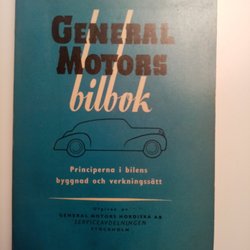 GENERAL
MOTORS
bilbok
Principerna i bilens
byggnad och verkningssätt
UTGIVEN AV
GENERAL MOTORS NORDISKA AB
SERVICEAVDELNINGEN
STOCKHOLM